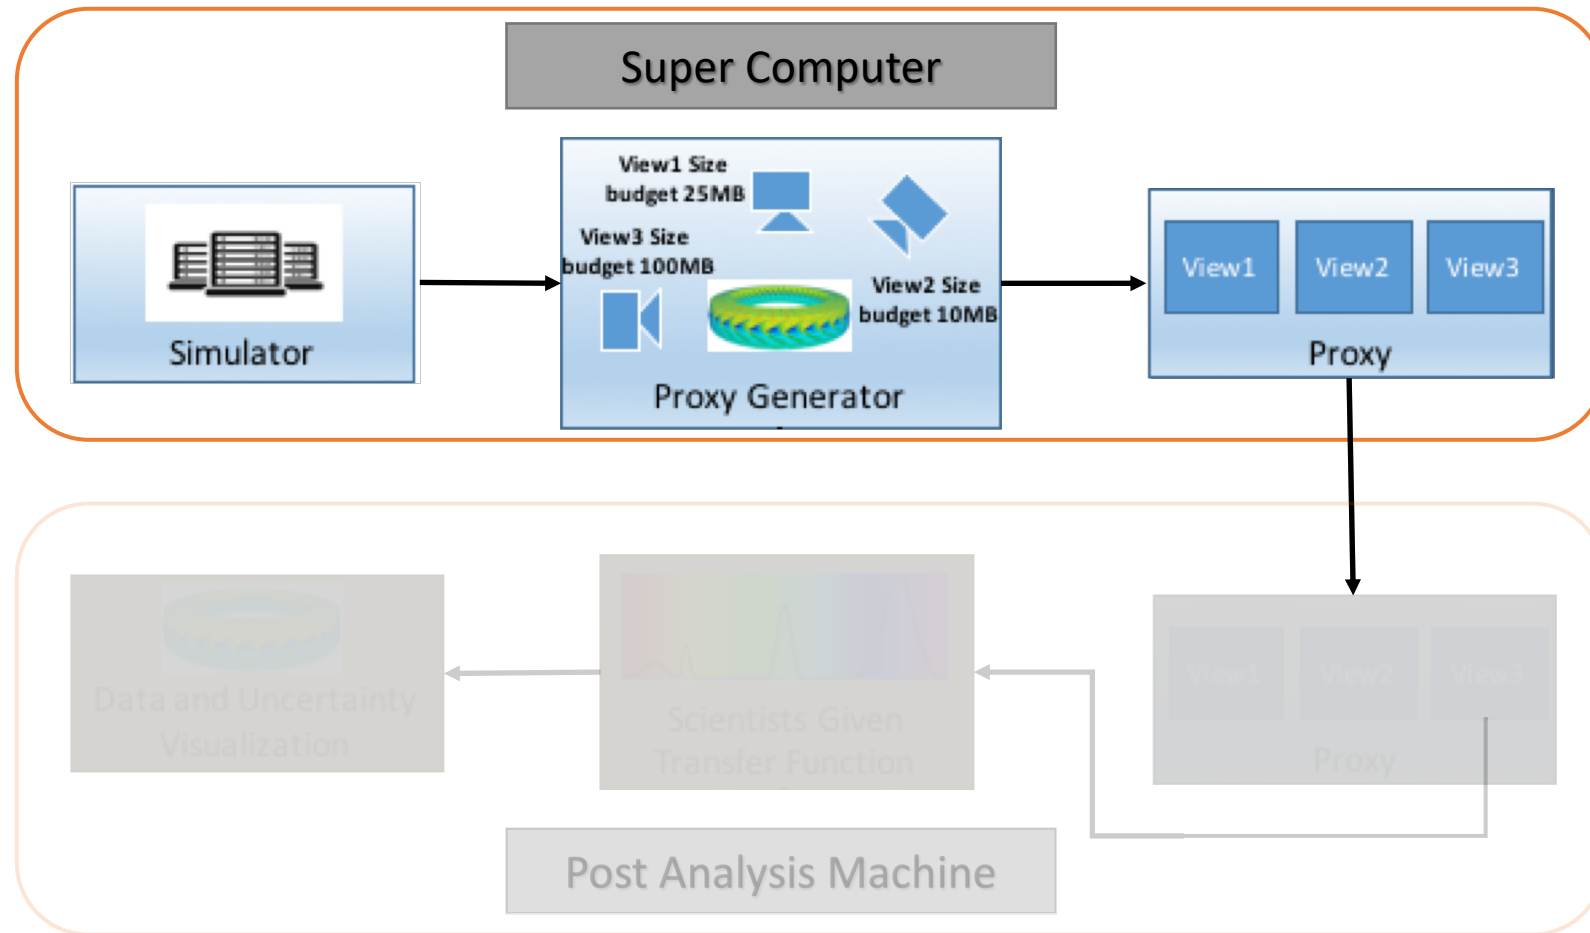 Super Computer
View1 Size
budget 25MB
View3 Size
budget 100MB
View2 Size
budget 10MB
Simulator
Proxy Generator
View1
View2
View3
Proxy
View1
View2
View3
Proxy
Scientists Given
Transfer Function
Data and Uncertainty
Visualization
Post Analysis Machine